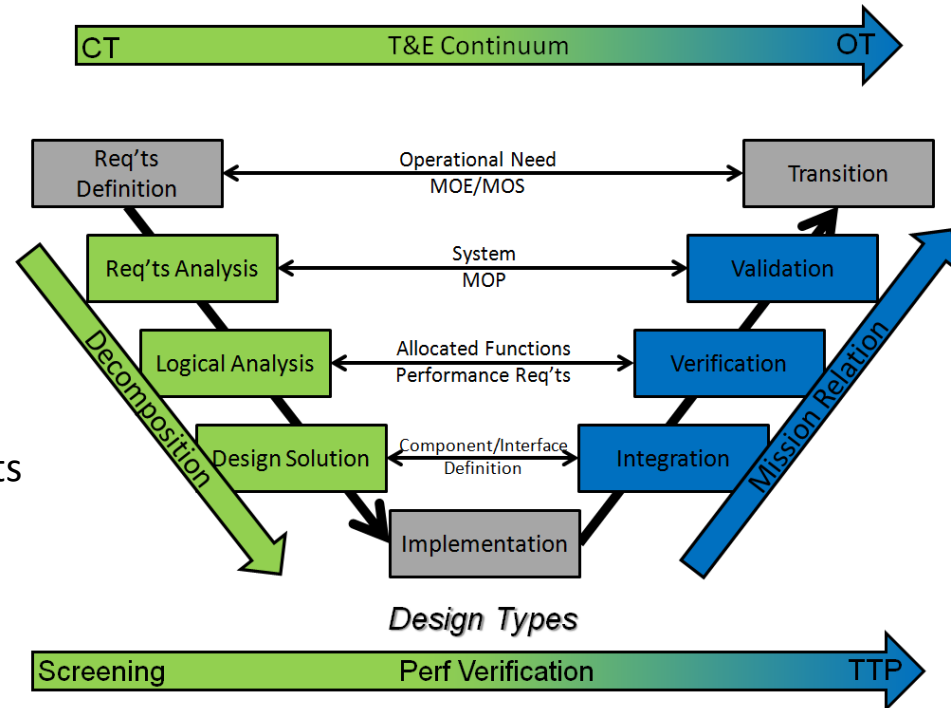 CT T&E Continuum OT
Req'ts
Definition
Operational Need
MOE/MOS
Transition
Req'ts Analysis
System
MOP
Validation
Logical Analysis
Allocated Functions
Performance Req'ts
Verification
Design Solution
Component/Interface
Definition
Integration
Decomposition
Mission Relation
ts
Implementation
Design Types
Screening Perf Verification TTP